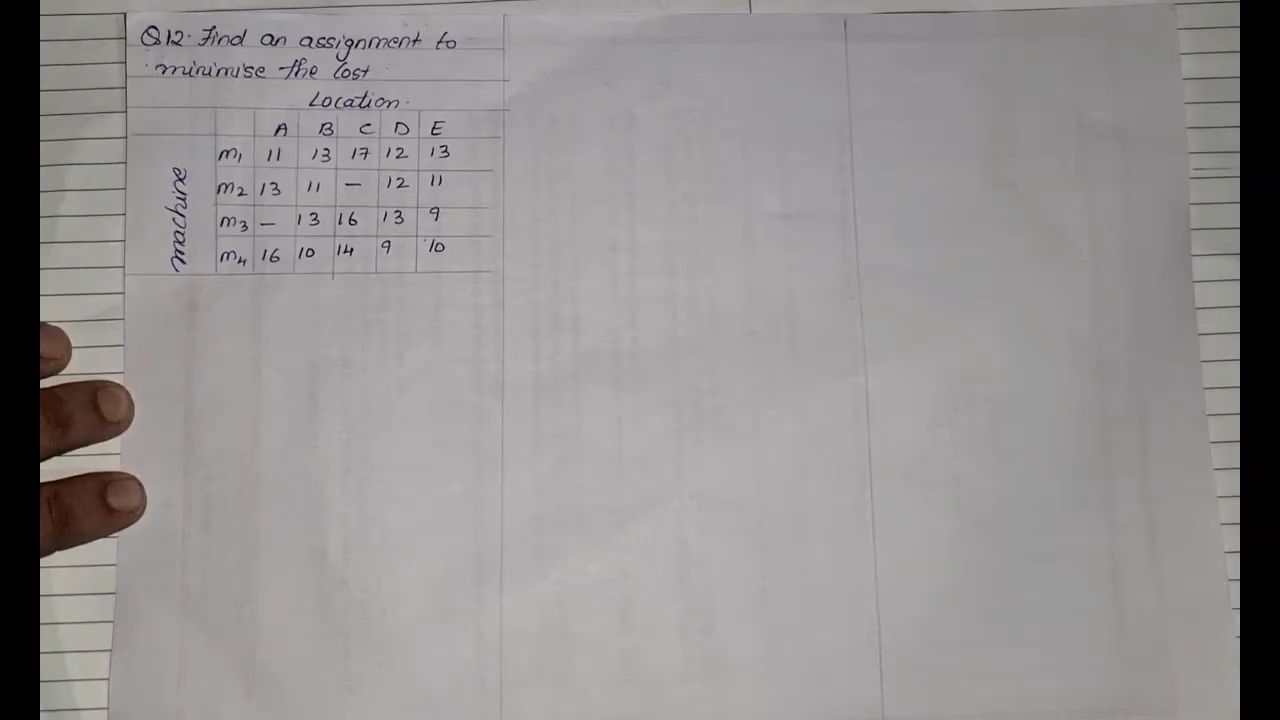 Q12. Find an assignment to
minimise the Cost
Location.
A B C D E
machine
M1 11 13 17 12 13
M2 13 11 — 12 11
M3 — 13 16 13 9
M4 16 10 14 9 10